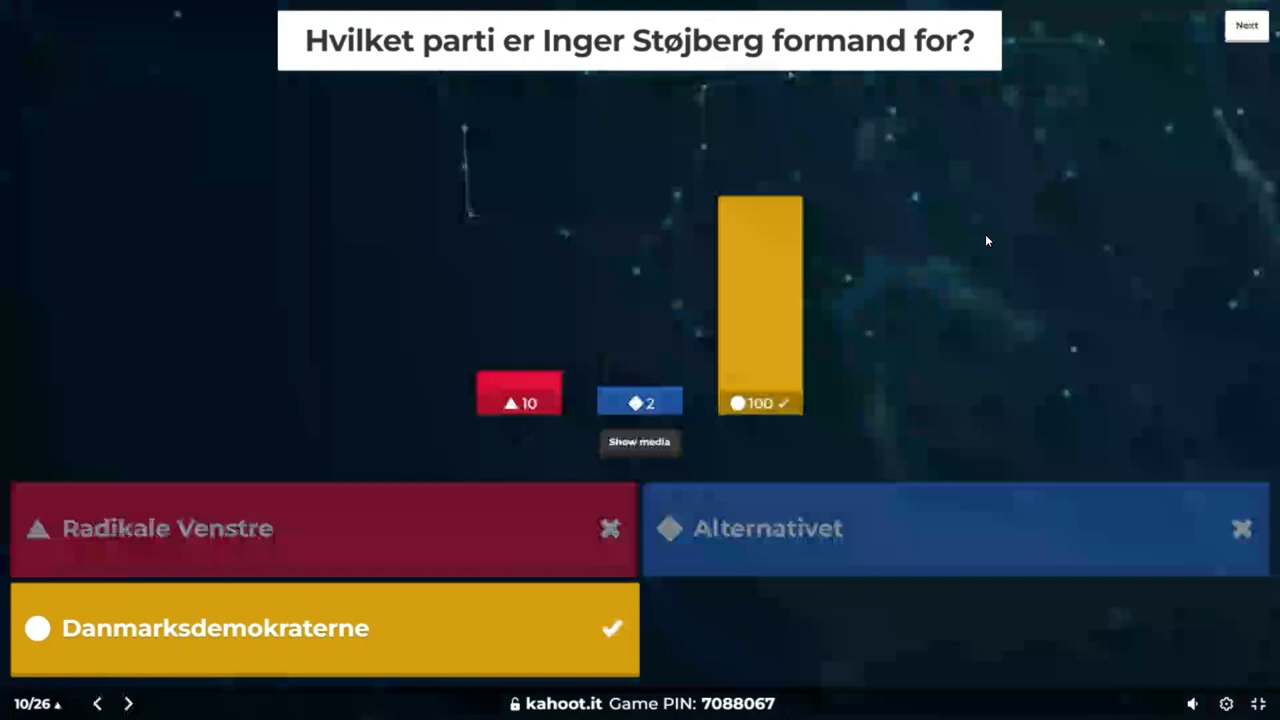 Hvilket parti er Inger Støjberg formand for?
Next
10
2
100
Show media
Radikale Venstre
Alternativet
Danmarksdemokraterne
10/26
kahoot.it Game PIN: 7088067